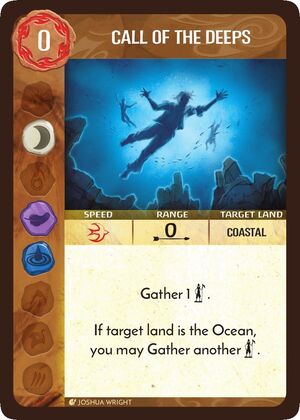 0
CALL OF THE DEEPS
SPEED RANGE TARGET LAND
0 COASTAL
Gather 1 .
If target land is the Ocean,
you may Gather another .
JOSHUA WRIGHT